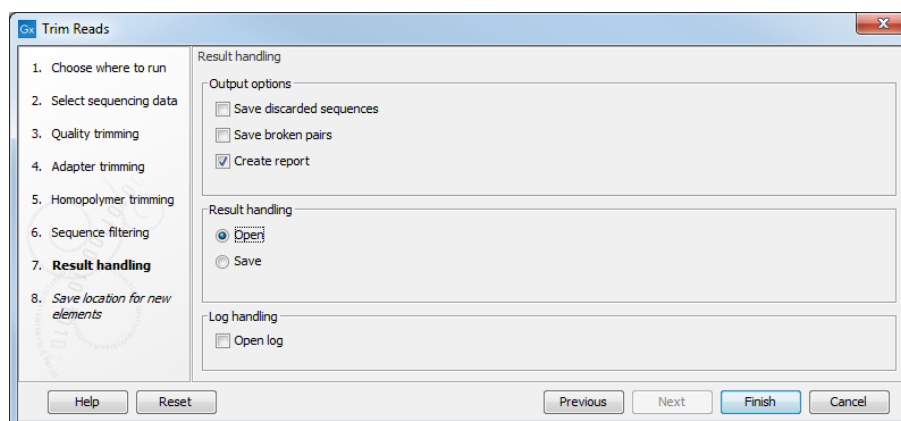 Gx Trim Reads
1. Choose where to run
2. Select sequencing data
3. Quality trimming
4. Adapter trimming
5. Homopolymer trimming
6. Sequence filtering
7. Result handling
8. Save location for new
elements
Result handling
Output options
Save discarded sequences
Save broken pairs
Create report
Result handling
Open
Save
Log handling
Open log
Help
Reset
Previous
Next
Finish
Cancel